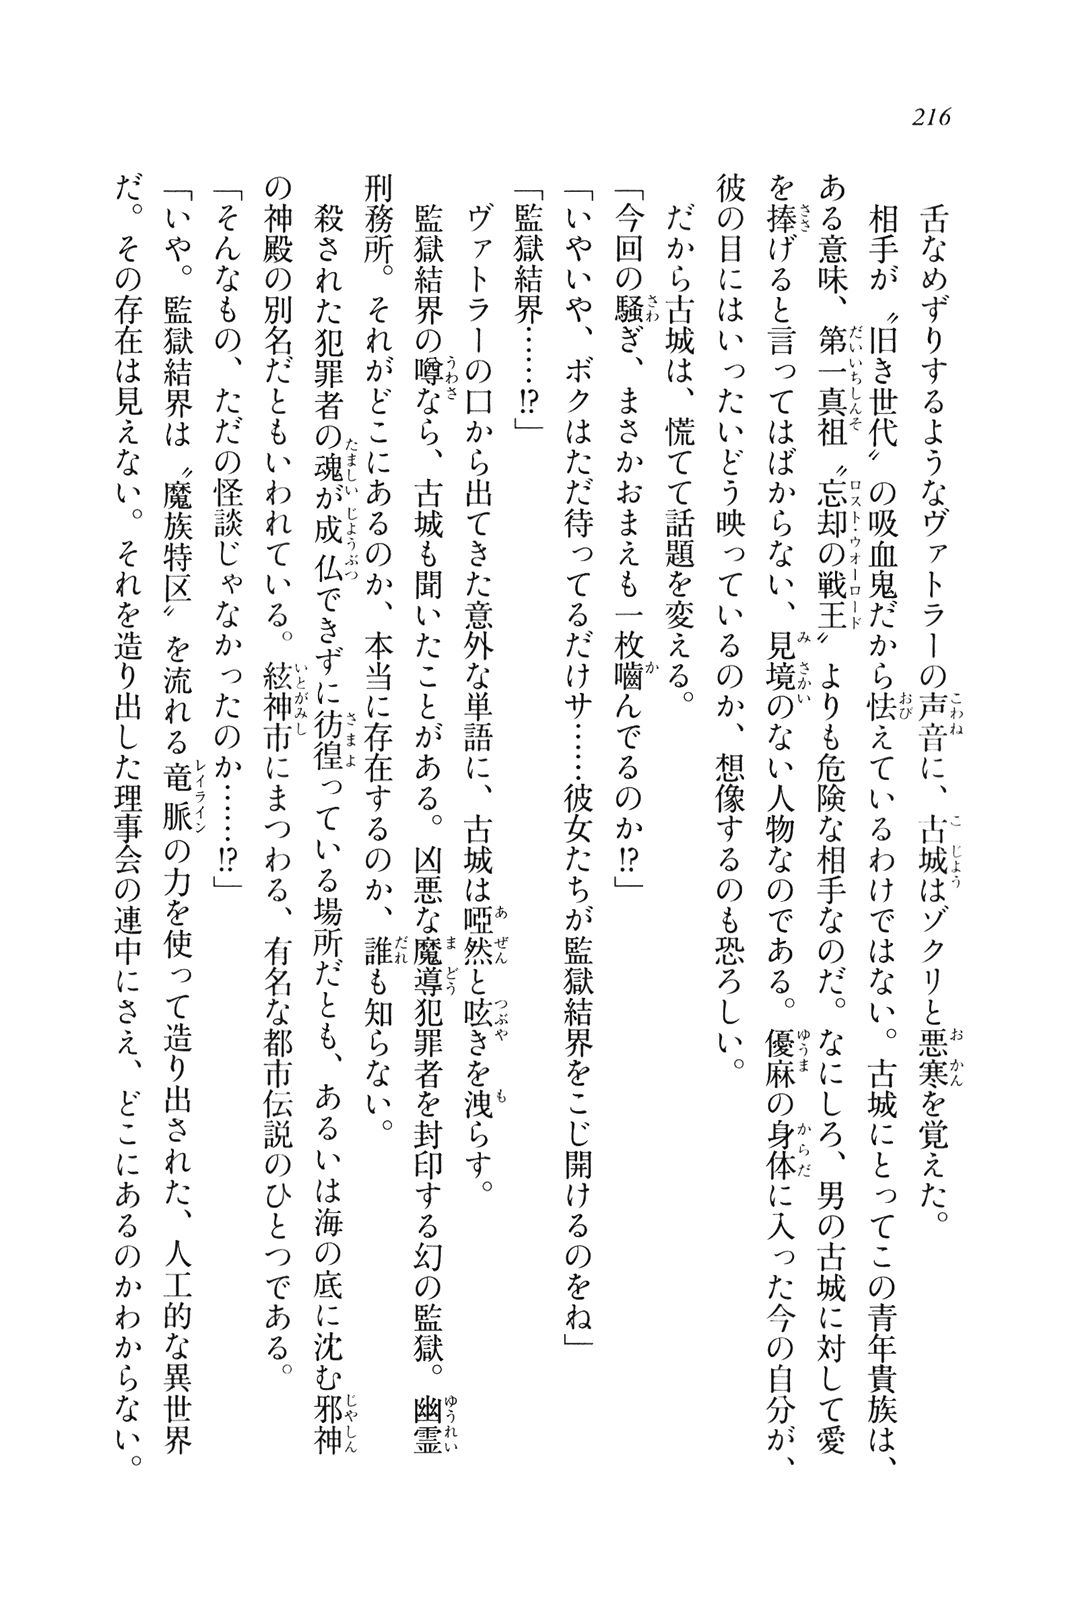 216
舌なめずりするようなヴァトラーの声音に、古城はゾクリと悪寒を覚えた。
相手が〝旧き世代〟の吸血鬼だから怯えているわけではない。古城にとってこの青年貴族は、
ある意味、第一真祖〝忘却の戦王〟よりも危険な相手なのだ。なにしろ、男の古城に対して愛
を捧げると言ってはばからない、見境のない人物なのである。優麻の身体に入った今の自分が、
彼の目にはいったいどう映っているのか、想像するのも恐ろしい。
だから古城は、慌てて話題を変える。
「今回の騒ぎ、まさかおまえも一枚嚙んでるのか!?」
「いやいや、ボクはただ待ってるだけサ……彼女たちが監獄結界をこじ開けるのをね」
「監獄結界……!?」
ヴァトラーの口から出てきた意外な単語に、古城は啞然と呟きを洩らす。
監獄結界の噂なら、古城も聞いたことがある。凶悪な魔導犯罪者を封印する幻の監獄。幽霊
刑務所。それがどこにあるのか、本当に存在するのか、誰も知らない。
殺された犯罪者の魂が成仏できずに彷徨っている場所だとも、あるいは海の底に沈む邪神
の神殿の別名だともいわれている。絃神市にまつわる、有名な都市伝説のひとつである。
「そんなもの、ただの怪談じゃなかったのか……!?」
「いや。監獄結界は〝魔族特区〟を流れる竜脈の力を使って造り出された、人工的な異世界
だ。その存在は見えない。それを造り出した理事会の連中にさえ、どこにあるのかわからない。